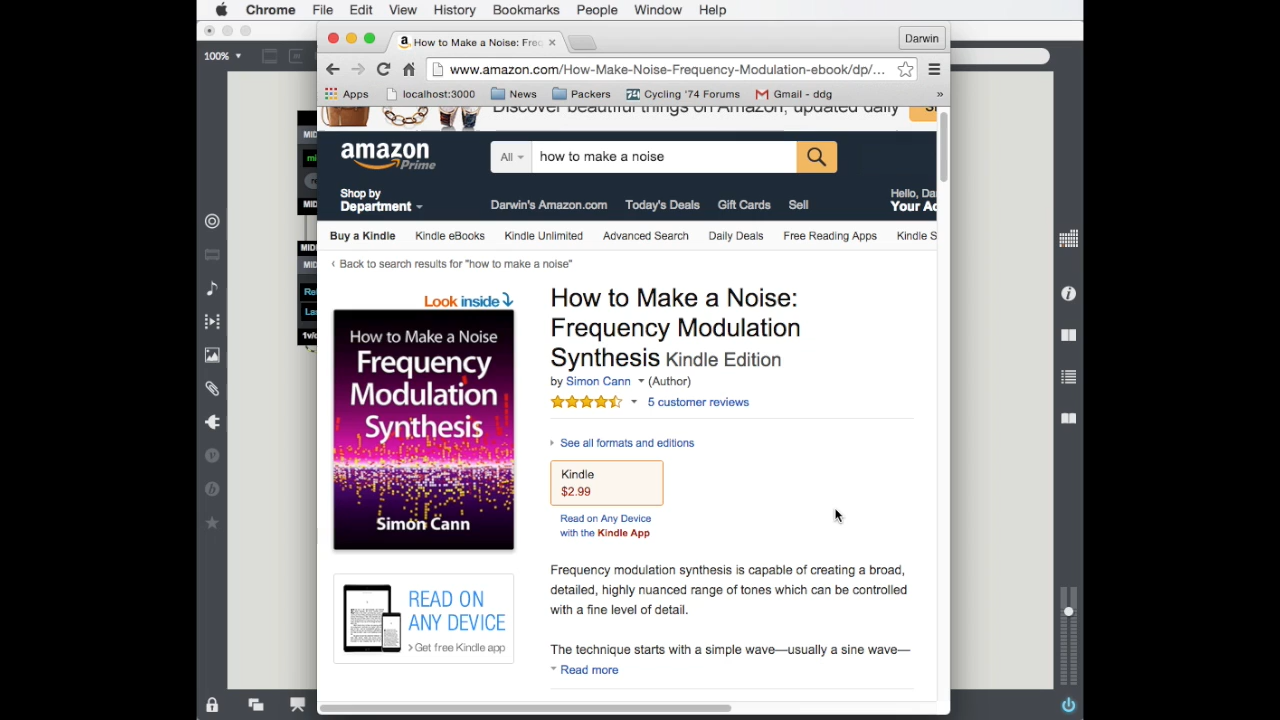 Chrome File Edit View History Bookmarks People Window Help
100%
How to Make a Noise: Fre
Darwin
www.amazon.com/How-Make-Noise-Frequency-Modulation-ebook/dp/...
Apps localhost:3000 News Packers Cycling '74 Forums Gmail - ddg »
Discover beautiful things on Amazon, updated daily
amazon Prime
All how to make a noise
Shop by
Department
Darwin's Amazon.com Today's Deals Gift Cards Sell
Hello, Da
Your Ac
Buy a Kindle Kindle eBooks Kindle Unlimited Advanced Search Daily Deals Free Reading Apps Kindle S
‹ Back to search results for "how to make a noise"
Look inside
How to Make a Noise
Frequency
Modulation
Synthesis
Simon Cann
READ ON
ANY DEVICE
› Get free Kindle app
How to Make a Noise:
Frequency Modulation
Synthesis Kindle Edition
by Simon Cann (Author)
5 customer reviews
See all formats and editions
Kindle
$2.99
Read on Any Device
with the Kindle App
Frequency modulation synthesis is capable of creating a broad,
detailed, highly nuanced range of tones which can be controlled
with a fine level of detail.
The technique starts with a simple wave—usually a sine wave—
Read more
MID
mi
MID
MIDI
MID
Re
La
1v/o